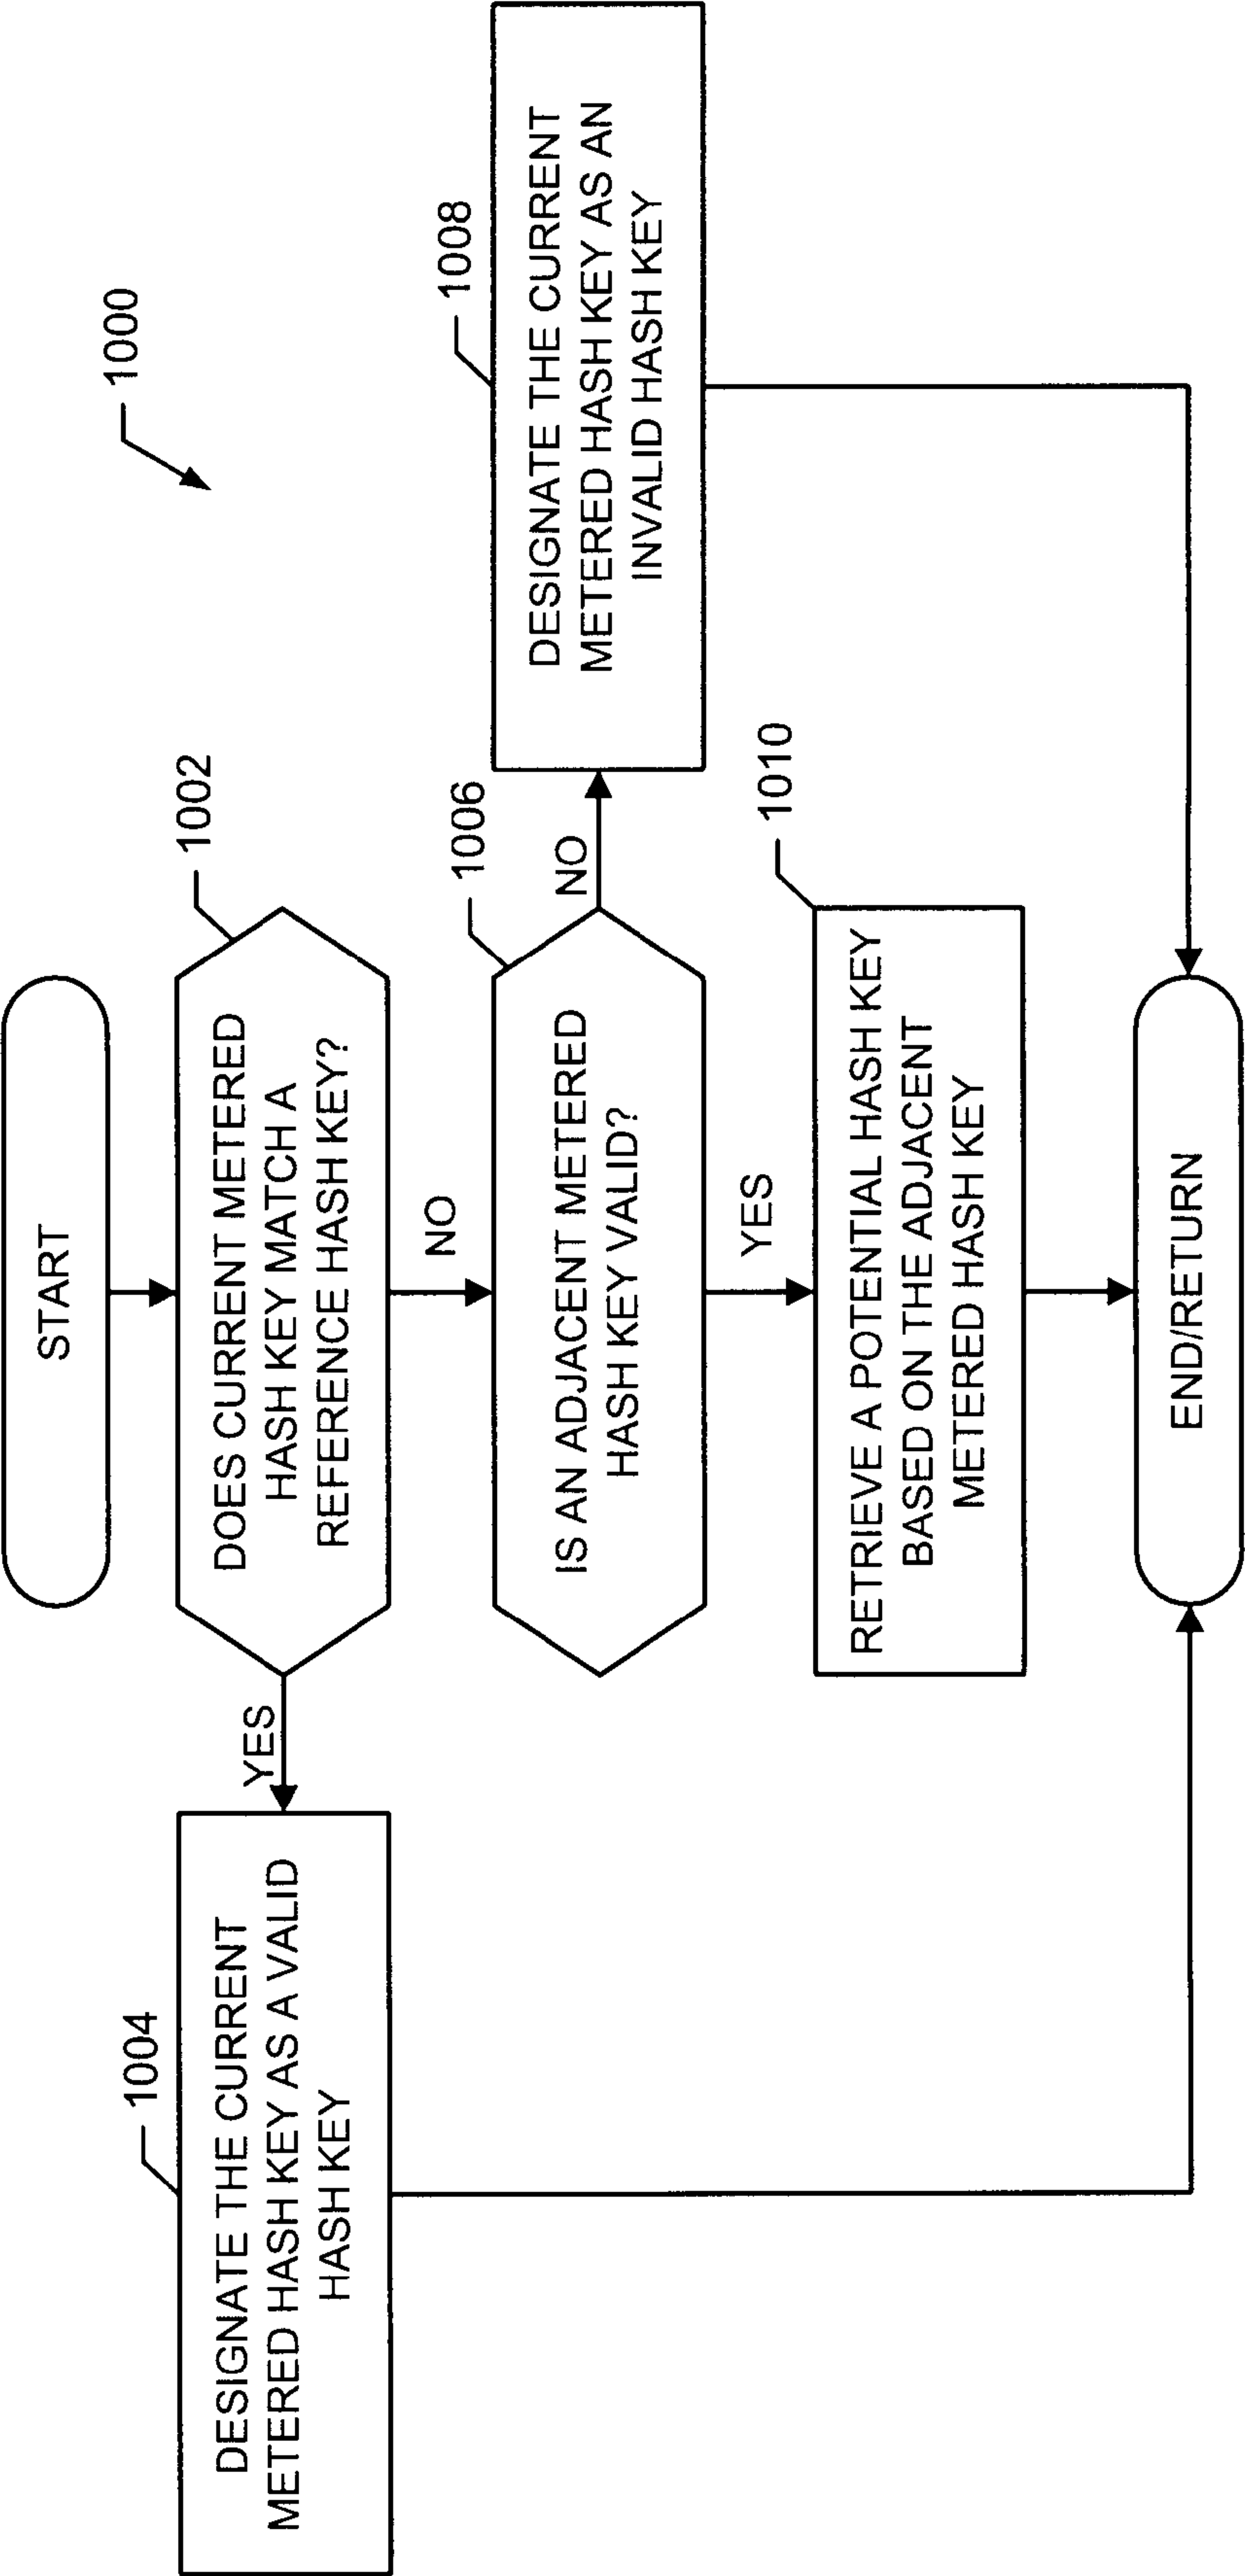 1000
START
1002
DOES CURRENT METERED
HASH KEY MATCH A
REFERENCE HASH KEY?
YES
1004
DESIGNATE THE CURRENT
METERED HASH KEY AS A VALID
HASH KEY
NO
1006
IS AN ADJACENT METERED
HASH KEY VALID?
NO
1008
DESIGNATE THE CURRENT
METERED HASH KEY AS AN
INVALID HASH KEY
YES
1010
RETRIEVE A POTENTIAL HASH KEY
BASED ON THE ADJACENT
METERED HASH KEY
END/RETURN